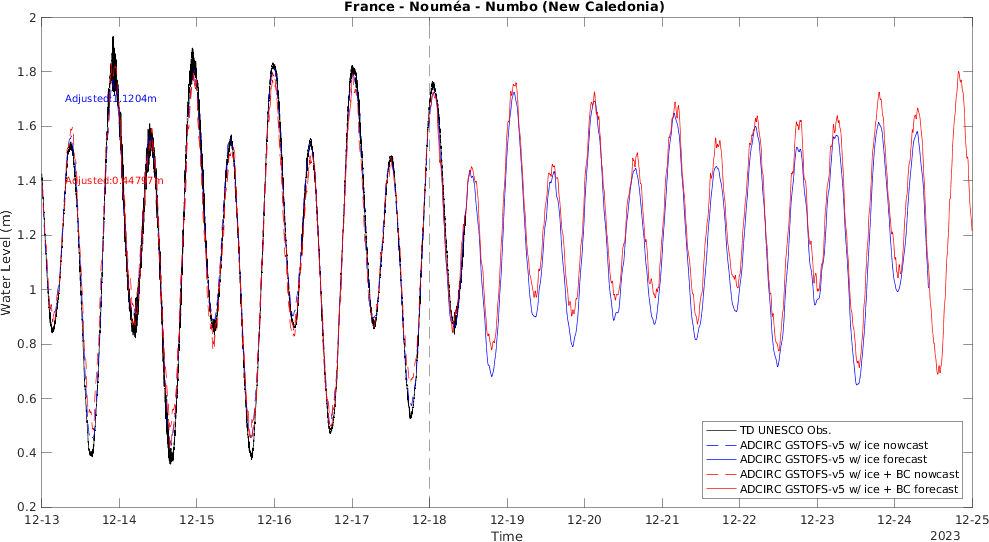 France - Nouméa - Numbo (New Caledonia)
Water Level (m)
2
1.8
1.6
1.4
1.2
1
0.8
0.6
0.4
0.2
Adjusted:1.1204m
Adjusted:0.44797m
TD UNESCO Obs.
ADCIRC GSTOFS-v5 w/ ice nowcast
ADCIRC GSTOFS-v5 w/ ice forecast
ADCIRC GSTOFS-v5 w/ ice + BC nowcast
ADCIRC GSTOFS-v5 w/ ice + BC forecast
12-13 12-14 12-15 12-16 12-17 12-18 12-19 12-20 12-21 12-22 12-23 12-24 12-25
Time
2023